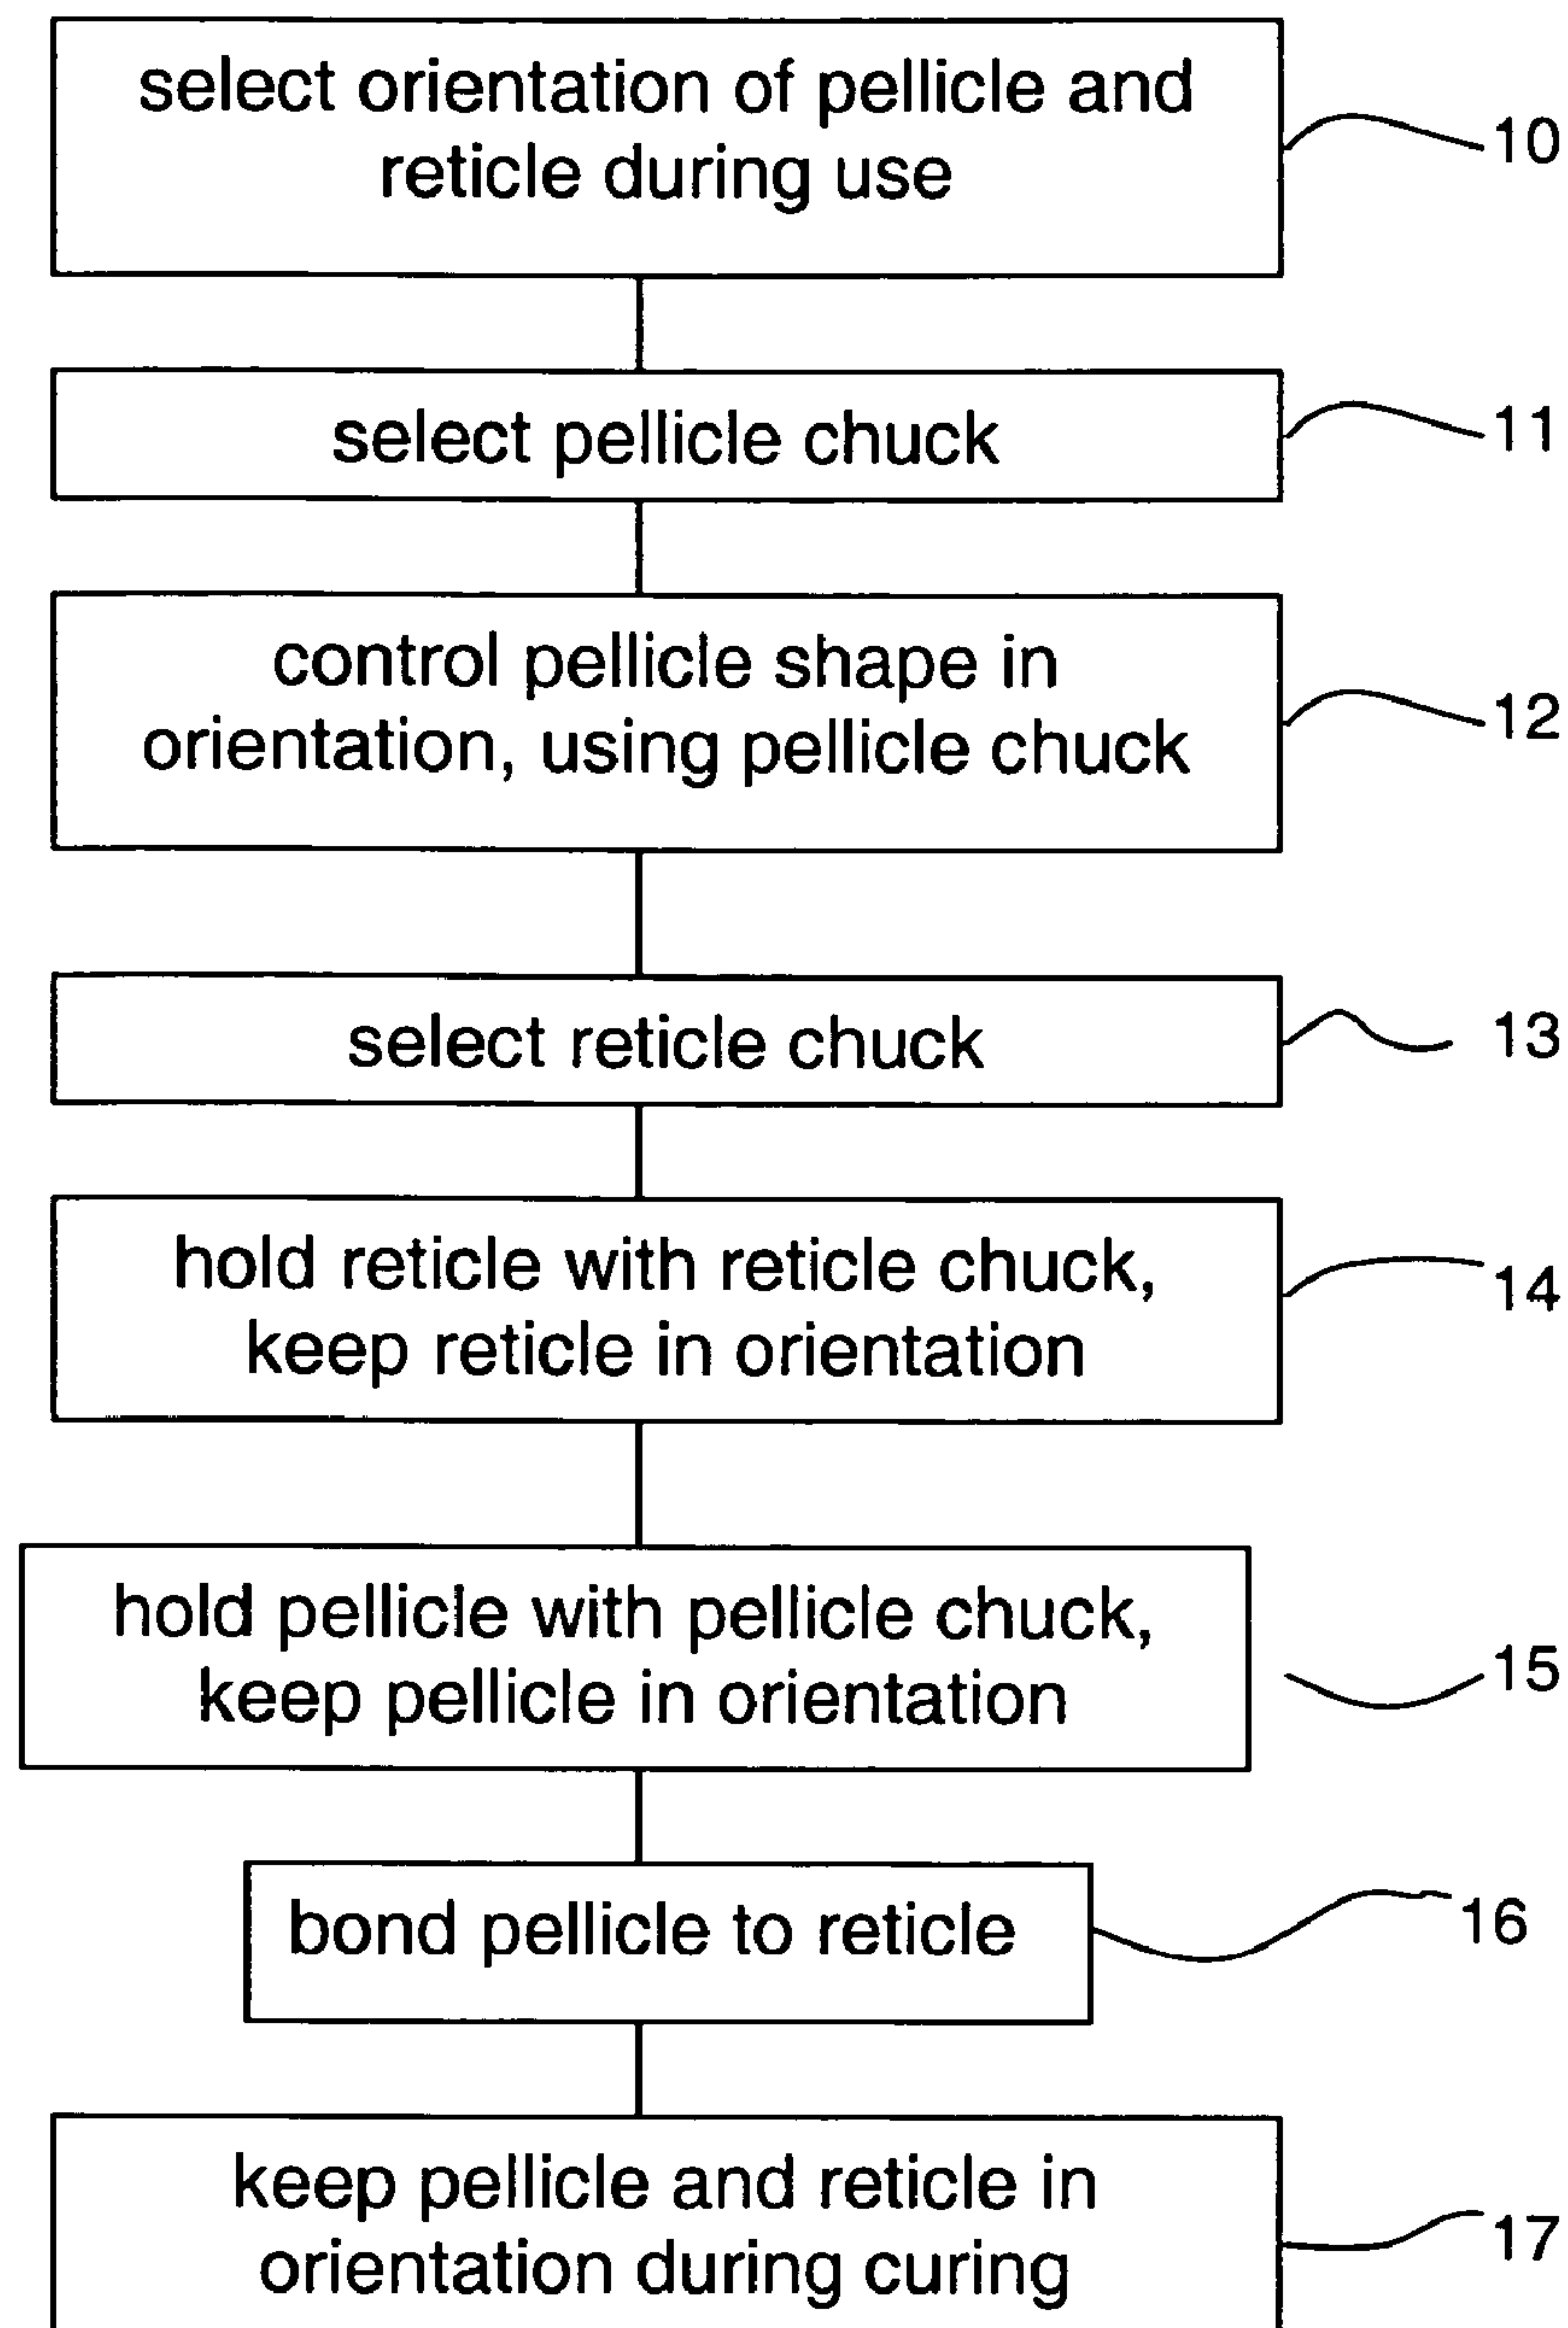 select orientation of pellicle and
reticle during use
10
select pellicle chuck
11
control pellicle shape in
orientation, using pellicle chuck
12
select reticle chuck
13
hold reticle with reticle chuck,
keep reticle in orientation
14
hold pellicle with pellicle chuck,
keep pellicle in orientation
15
bond pellicle to reticle
16
keep pellicle and reticle in
orientation during curing
17